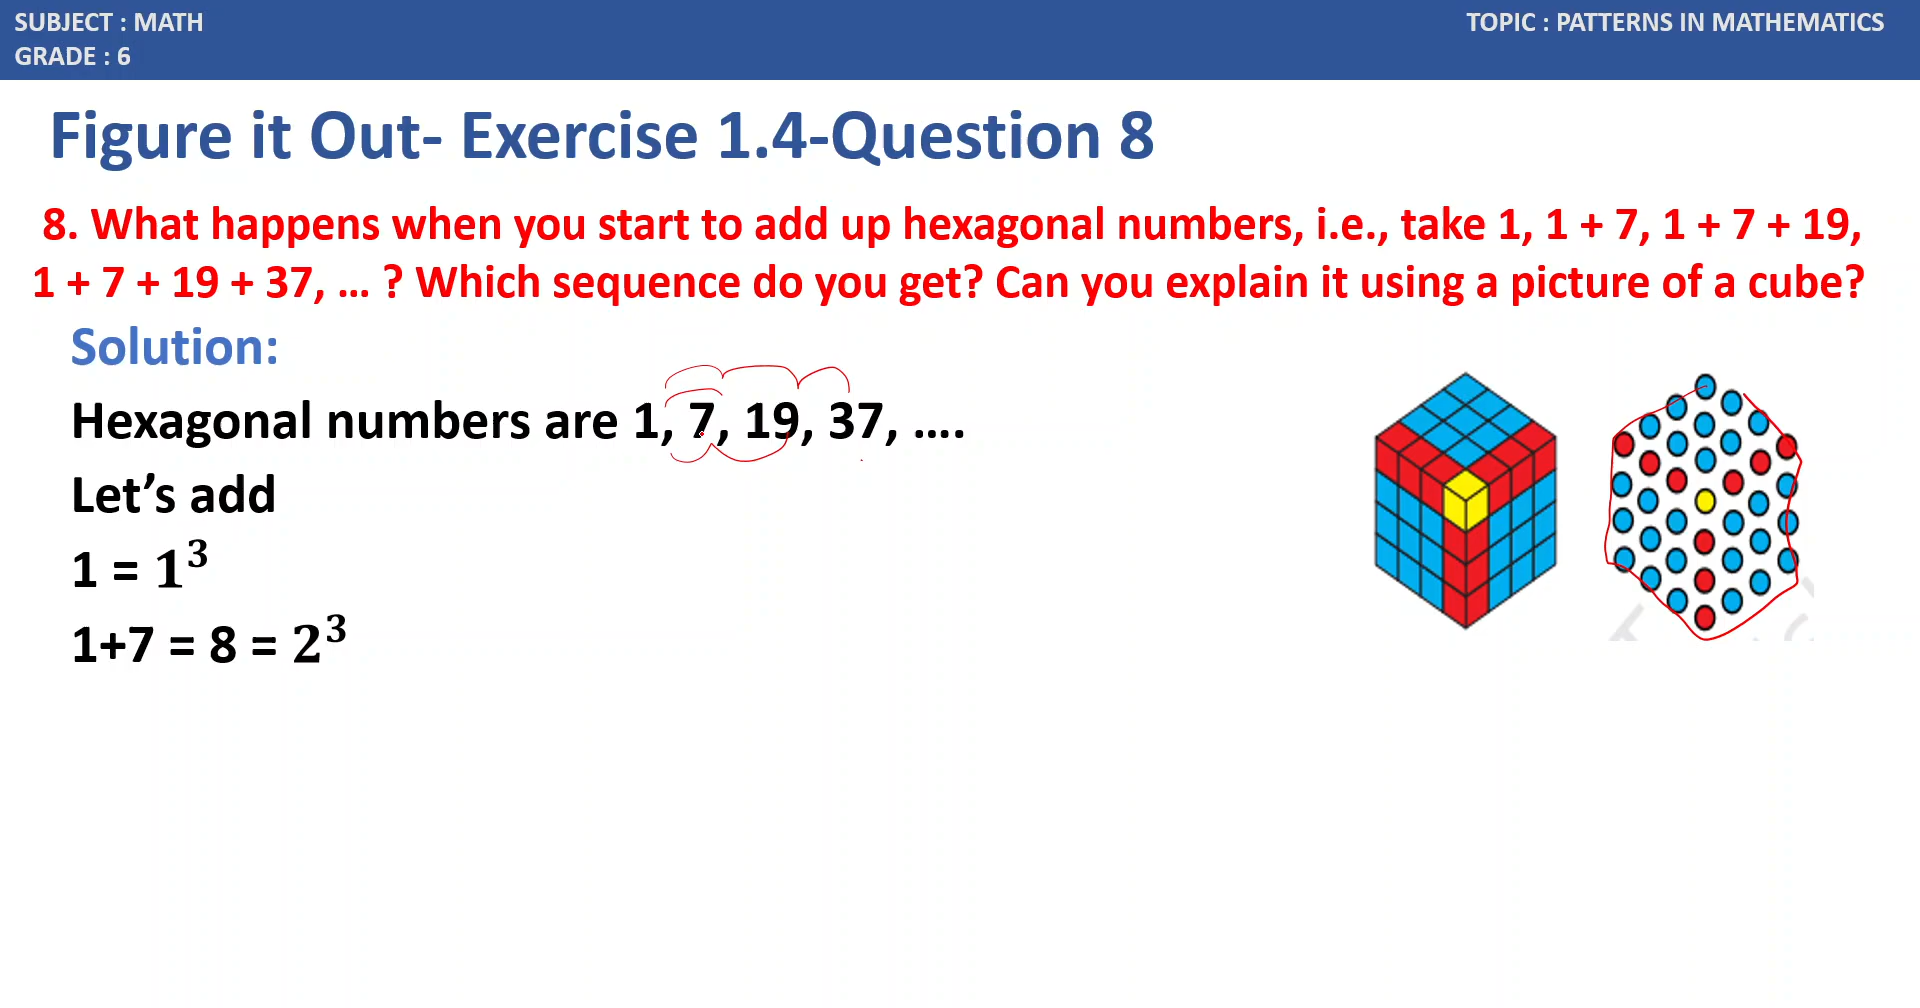 SUBJECT : MATH
TOPIC : PATTERNS IN MATHEMATICS
GRADE : 6
Figure it Out- Exercise 1.4-Question 8
8. What happens when you start to add up hexagonal numbers, i.e., take 1, 1 + 7, 1 + 7 + 19,
1 + 7 + 19 + 37, … ? Which sequence do you get? Can you explain it using a picture of a cube?
Solution:
Hexagonal numbers are 1, 7, 19, 37, ….
Let’s add
1 = 1³
1+7 = 8 = 2³